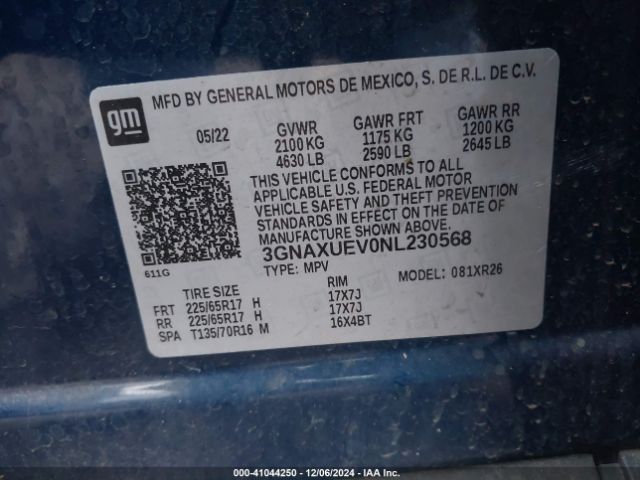 gm
MFD BY GENERAL MOTORS DE MEXICO, S. DE R.L. DE C.V.
05/22 GVWR GAWR FRT GAWR RR
2100 KG 1175 KG 1200 KG
4630 LB 2590 LB 2645 LB
THIS VEHICLE CONFORMS TO ALL
APPLICABLE U.S. FEDERAL MOTOR
VEHICLE SAFETY AND THEFT PREVENTION
STANDARDS IN EFFECT ON THE DATE OF
MANUFACTURE SHOWN ABOVE.
3GNAXUEV0NL230568
611G
TYPE: MPV MODEL: 081XR26
TIRE SIZE RIM
FRT 225/65R17 H 17X7J
RR 225/65R17 H 17X7J
SPA T135/70R16 M 16X4BT
000-41044250 - 12/06/2024 - IAA Inc.